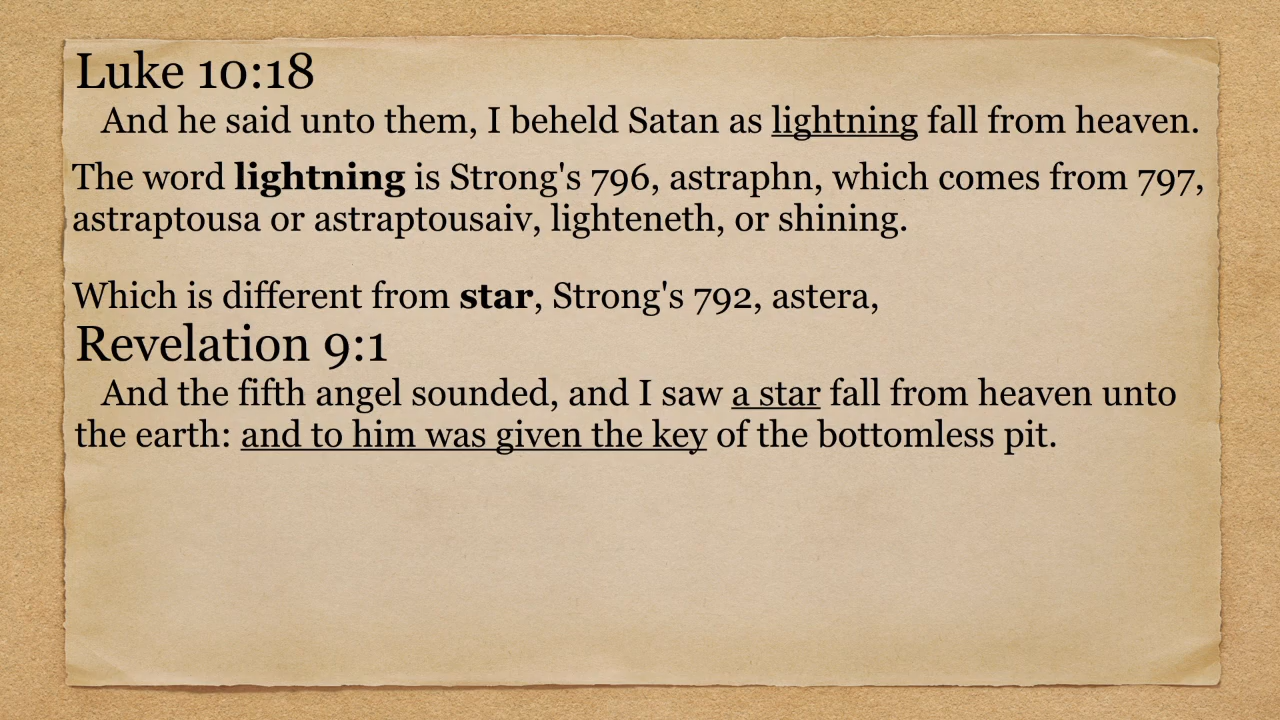 Luke 10:18
And he said unto them, I beheld Satan as lightning fall from heaven.
The word lightning is Strong's 796, astraphn, which comes from 797,
astraptousa or astraptousaiv, lighteneth, or shining.
Which is different from star, Strong's 792, astera,
Revelation 9:1
And the fifth angel sounded, and I saw a star fall from heaven unto
the earth: and to him was given the key of the bottomless pit.